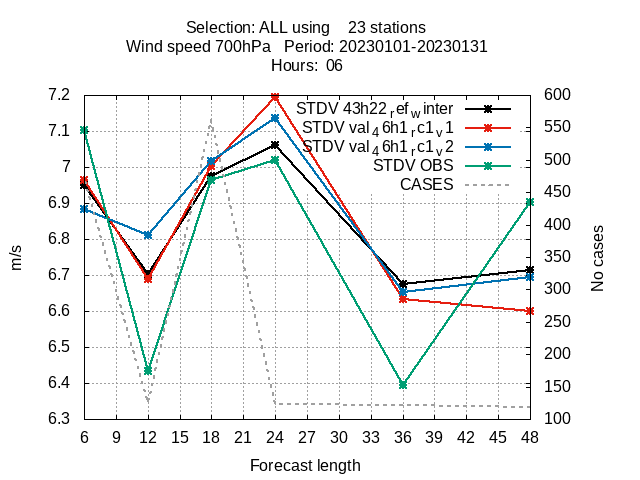 Selection: ALL using 23 stations
Wind speed 700hPa Period: 20230101-20230131
Hours: 06
7.2
7.1
7
6.9
6.8
6.7
6.6
6.5
6.4
6.3
m/s
STDV 43h22refwinter
STDV val46h1rc1v1
STDV val46h1rc1v2
STDV OBS
CASES
600
550
500
450
400
350
300
250
200
150
100
No cases
6 9 12 15 18 21 24 27 30 33 36 39 42 45 48
Forecast length